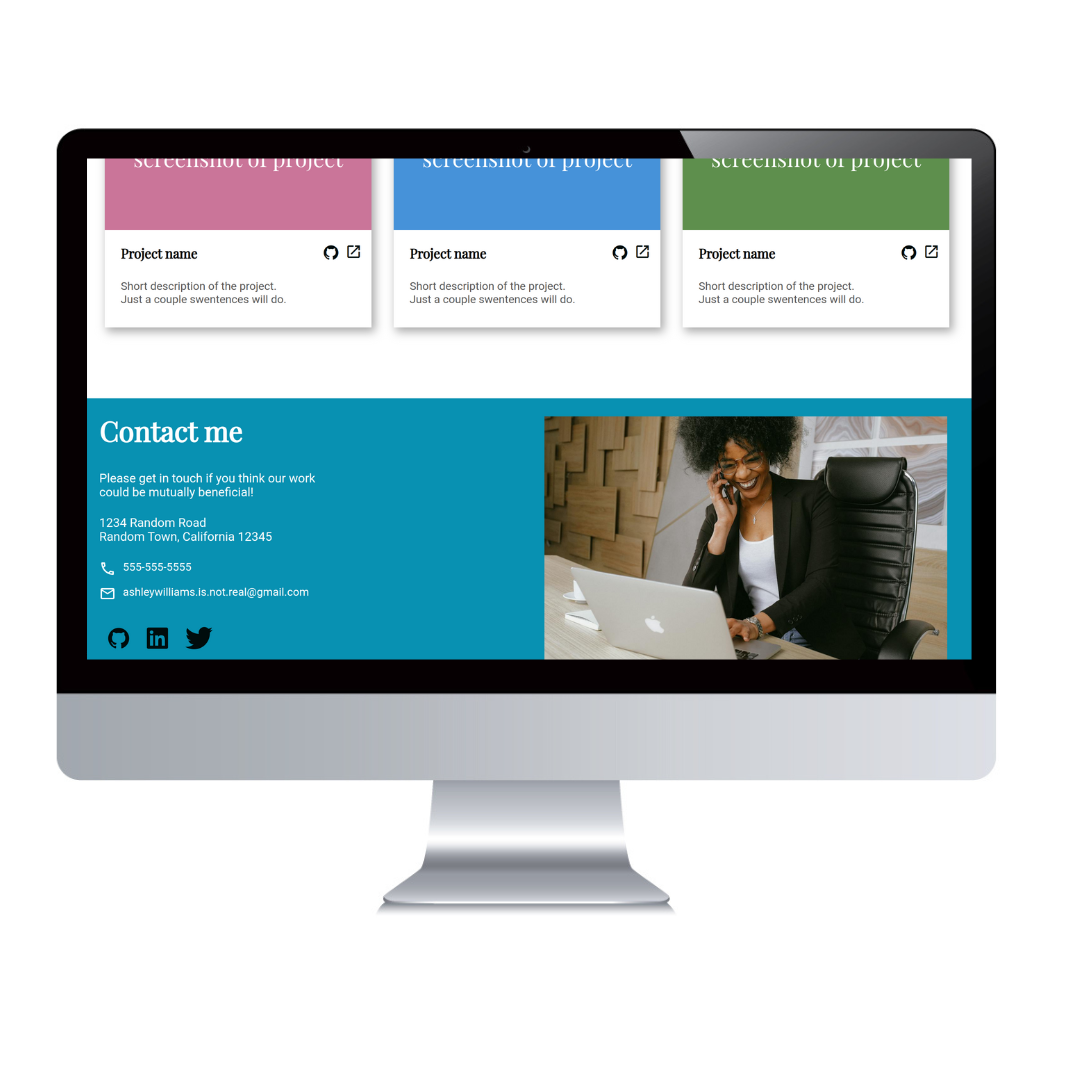 screenshot of project
screenshot of project
screenshot of project
Project name
Project name
Project name
Short description of the project.
Just a couple swentences will do.
Short description of the project.
Just a couple swentences will do.
Short description of the project.
Just a couple swentences will do.
Contact me
Please get in touch if you think our work
could be mutually beneficial!
1234 Random Road
Random Town, California 12345
555-555-5555
ashleywilliams.is.not.real@gmail.com
in